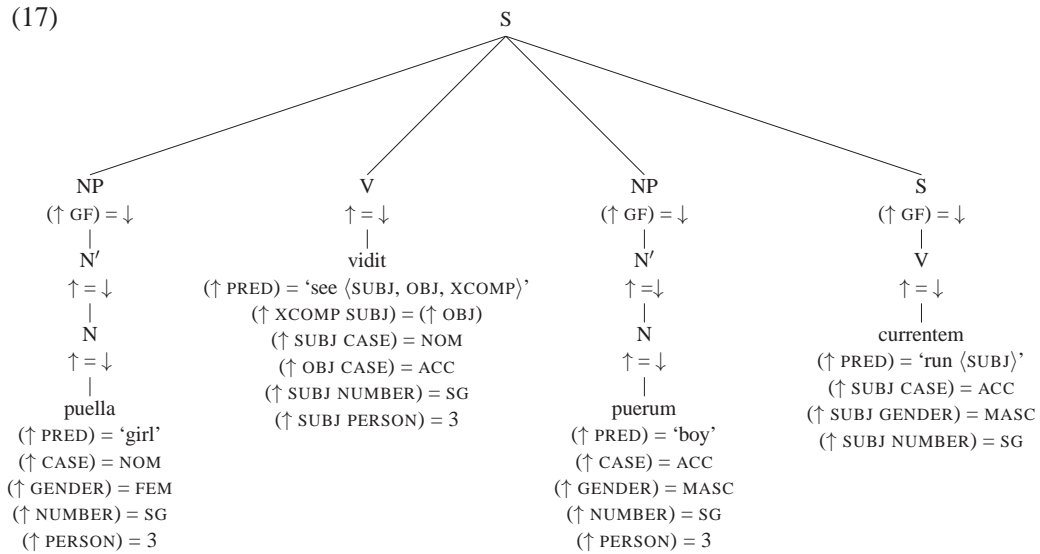 (17)
S
NP V NP S
(↑ GF) = ↓ ↑ = ↓ (↑ GF) = ↓ (↑ GF) = ↓
N′ vidit N′ V
↑ = ↓ (↑ PRED) = ‘see ⟨SUBJ, OBJ, XCOMP⟩’ ↑ =↓ ↑ = ↓
(↑ XCOMP SUBJ) = (↑ OBJ)
N (↑ SUBJ CASE) = NOM N currentem
↑ = ↓ (↑ OBJ CASE) = ACC ↑ =↓ (↑ PRED) = ‘run ⟨SUBJ⟩’
(↑ SUBJ NUMBER) = SG (↑ SUBJ CASE) = ACC
puella (↑ SUBJ PERSON) = 3 puerum (↑ SUBJ GENDER) = MASC
(↑ PRED) = ‘girl’ (↑ PRED) = ‘boy’ (↑ SUBJ NUMBER) = SG
(↑ CASE) = NOM (↑ CASE) = ACC
(↑ GENDER) = FEM (↑ GENDER) = MASC
(↑ NUMBER) = SG (↑ NUMBER) = SG
(↑ PERSON) = 3 (↑ PERSON) = 3